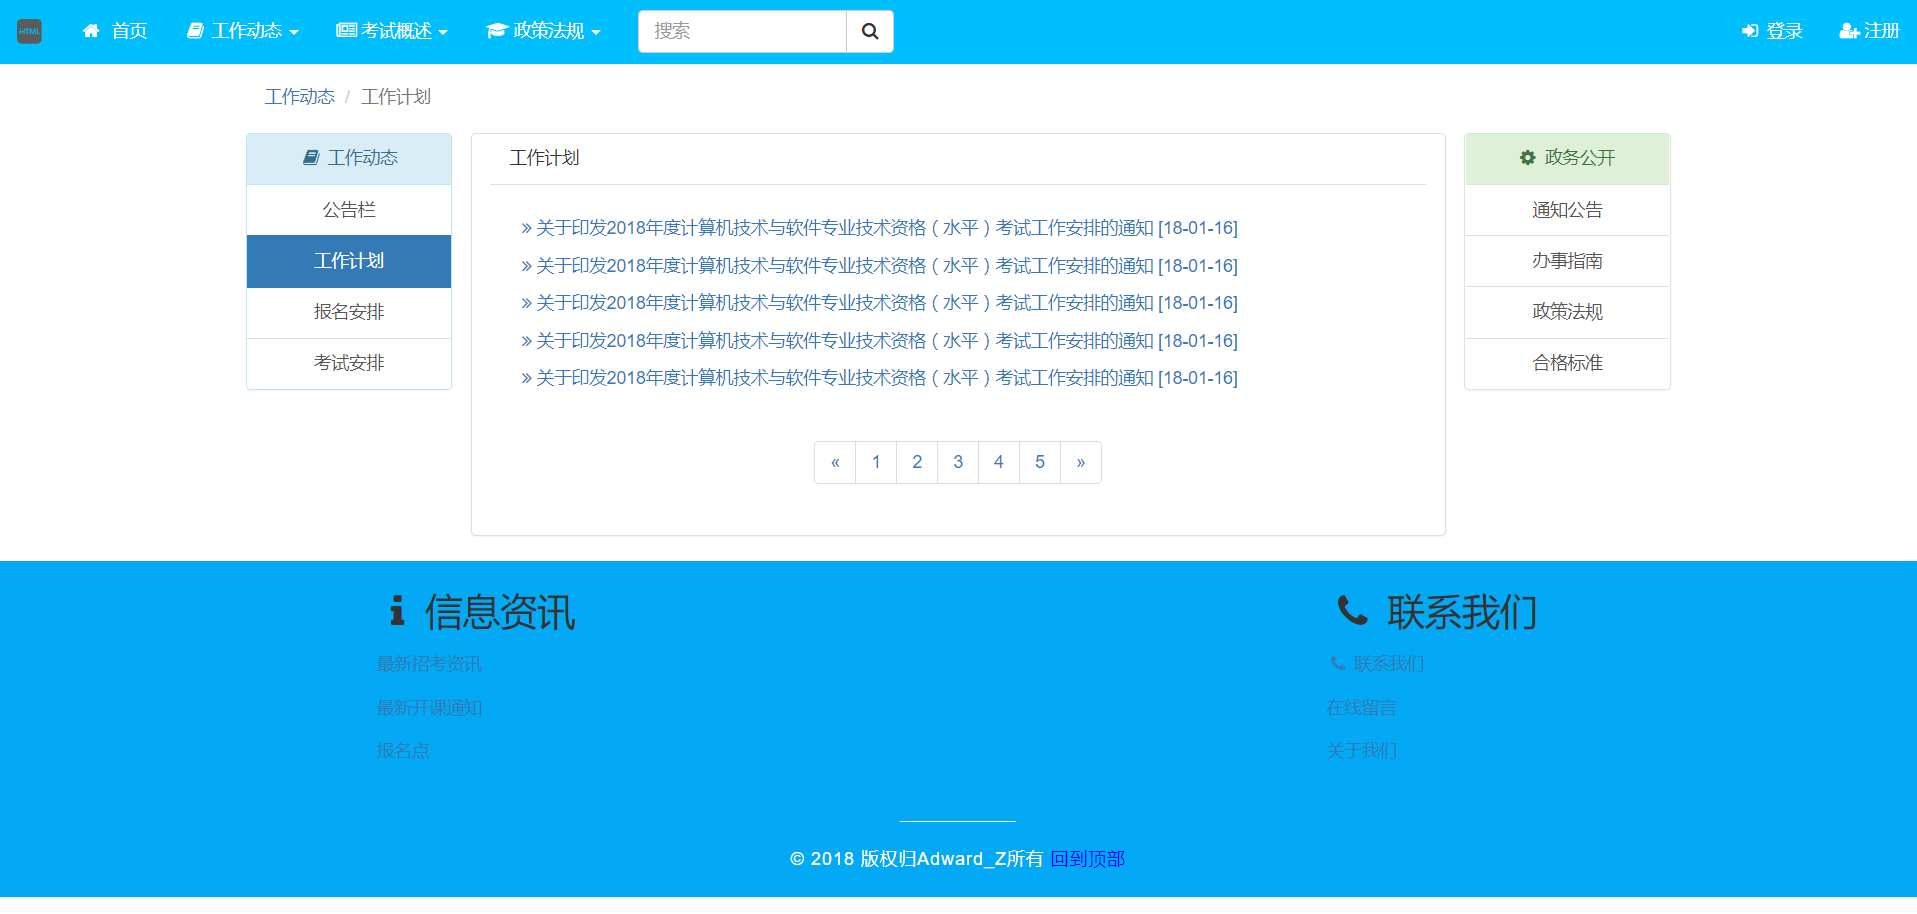 HTML 首页 工作动态 考试概述 政策法规 搜索 登录 注册
工作动态 / 工作计划
工作动态
公告栏
工作计划
报名安排
考试安排
工作计划
» 关于印发2018年度计算机技术与软件专业技术资格（水平）考试工作安排的通知 [18-01-16]
» 关于印发2018年度计算机技术与软件专业技术资格（水平）考试工作安排的通知 [18-01-16]
» 关于印发2018年度计算机技术与软件专业技术资格（水平）考试工作安排的通知 [18-01-16]
» 关于印发2018年度计算机技术与软件专业技术资格（水平）考试工作安排的通知 [18-01-16]
» 关于印发2018年度计算机技术与软件专业技术资格（水平）考试工作安排的通知 [18-01-16]
« 1 2 3 4 5 »
政务公开
通知公告
办事指南
政策法规
合格标准
信息资讯
最新招考资讯
最新开课通知
报名点
联系我们
联系我们
在线留言
关于我们
© 2018 版权归Adward_Z所有 回到顶部